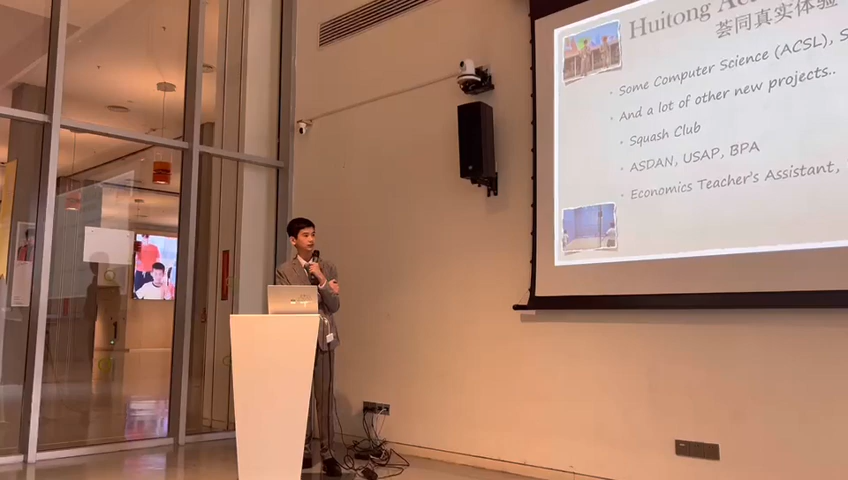 Huitong Ac
荟同真实体验
Some Computer Science (ACSL), S
And a lot of other new projects..
Squash Club
ASDAN, USAP, BPA
Economics Teacher's Assistant,